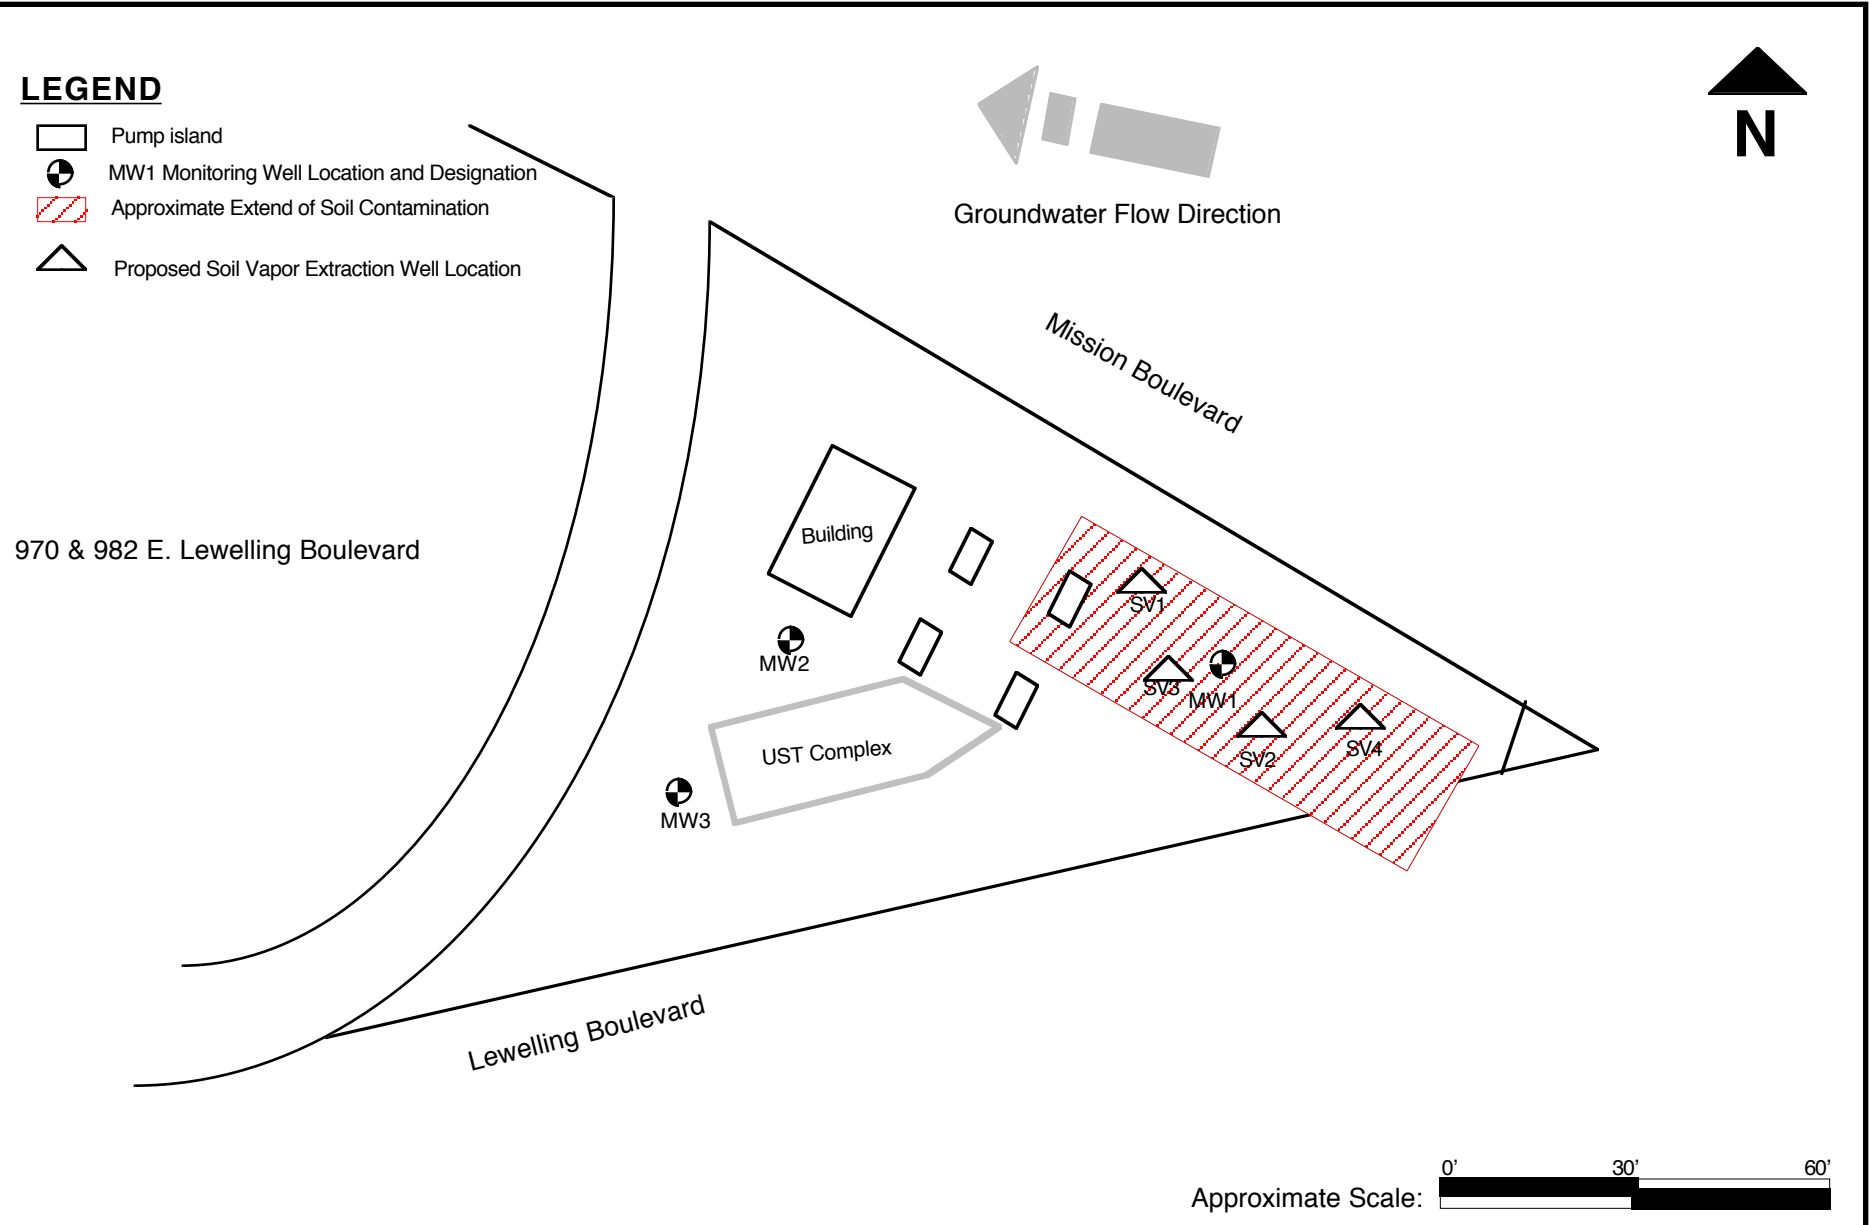 LEGEND
Pump island
MW1 Monitoring Well Location and Designation
Approximate Extend of Soil Contamination
Proposed Soil Vapor Extraction Well Location
N
Groundwater Flow Direction
Mission Boulevard
970 & 982 E. Lewelling Boulevard
Building
SV1
MW2
SV3
MW1
SV2
SV4
UST Complex
MW3
Lewelling Boulevard
0' 30' 60'
Approximate Scale: